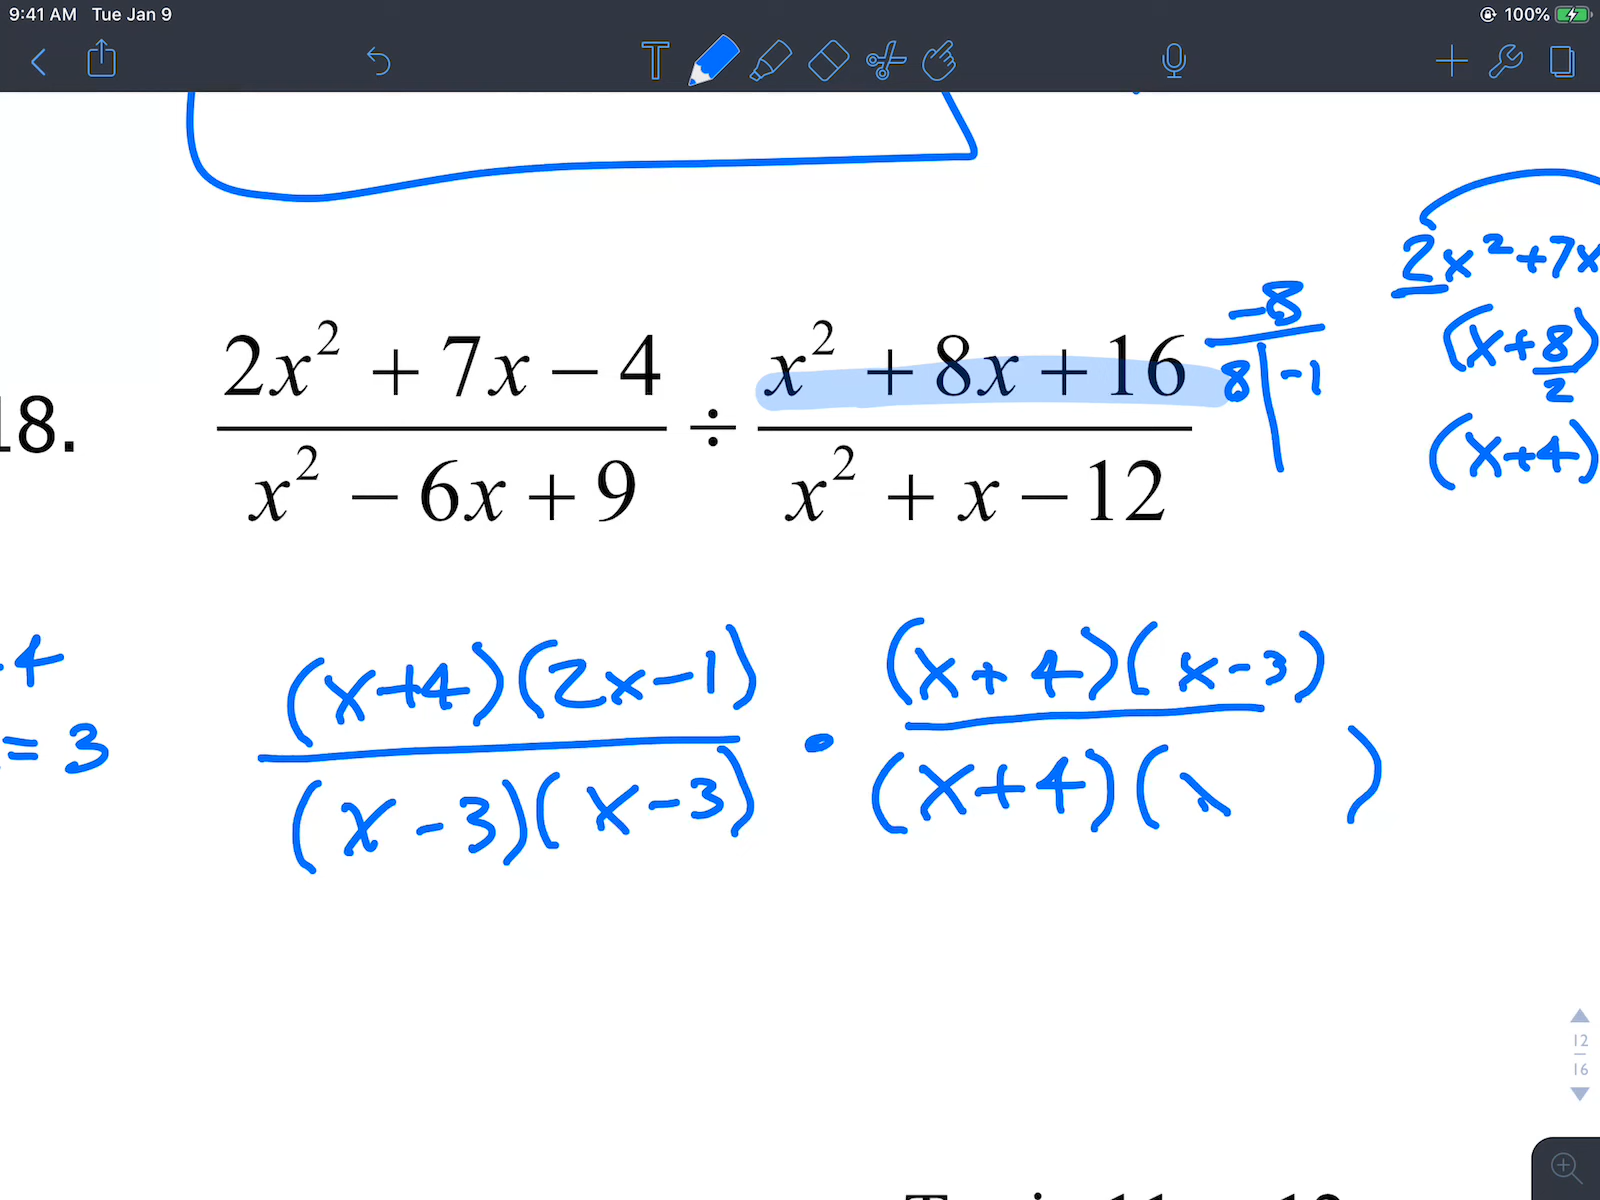 9:41 AM Tue Jan 9
100%
T
2x² + 7x
-8
(x+8)
2
8 | -1
(x+4)
18.
2x² + 7x − 4
x² − 6x + 9
÷
x² + 8x + 16
x² + x − 12
4
= 3
(x+4)(2x-1)
(x-3)(x-3)
•
(x+4)(x-3)
(x+4)(x )
12
16